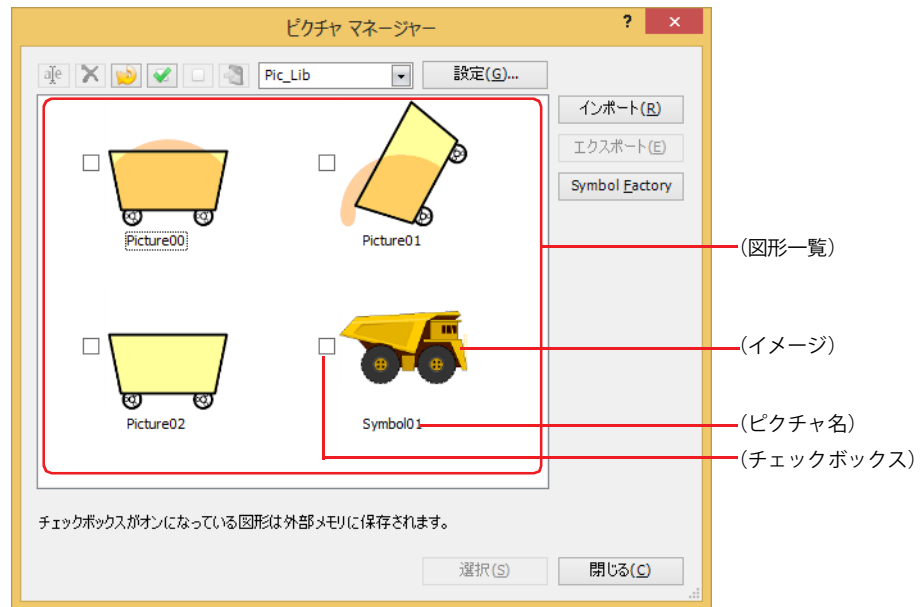 ピクチャ マネージャー
? ×
Pic_Lib
設定(G)...
インポート(R)
エクスポート(E)
Symbol Factory
Picture00
Picture01
(図形一覧)
(イメージ)
Picture02
Symbol01
(ピクチャ名)
(チェックボックス)
チェックボックスがオンになっている図形は外部メモリに保存されます。
選択(S)
閉じる(C)